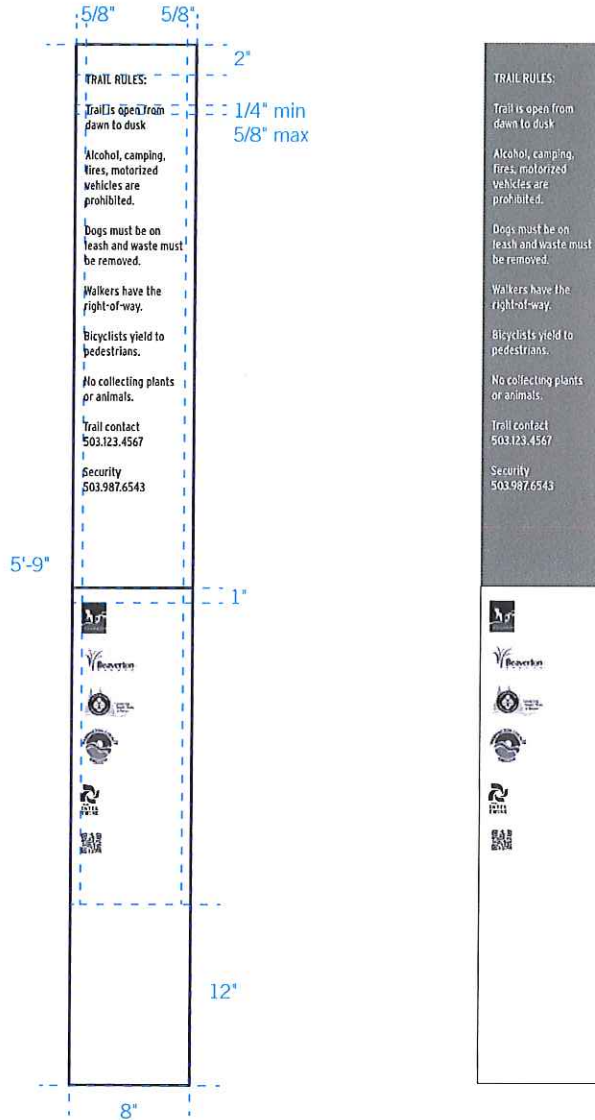 5/8" 5/8"
2"
TRAIL RULES:
Trail is open from
dawn to dusk
1/4" min
5/8" max
Alcohol, camping,
fires, motorized
vehicles are
prohibited.
Dogs must be on
leash and waste must
be removed.
Walkers have the
right-of-way.
Bicyclists yield to
pedestrians.
No collecting plants
or animals.
Trail contact
503.123.4567
Security
503.987.6543
5'-9"
1"
Beaverton
12"
8"
TRAIL RULES:
Trail is open from
dawn to dusk
Alcohol, camping,
fires, motorized
vehicles are
prohibited.
Dogs must be on
leash and waste must
be removed.
Walkers have the
right-of-way.
Bicyclists yield to
pedestrians.
No collecting plants
or animals.
Trail contact
503.123.4567
Security
503.987.6543
Beaverton